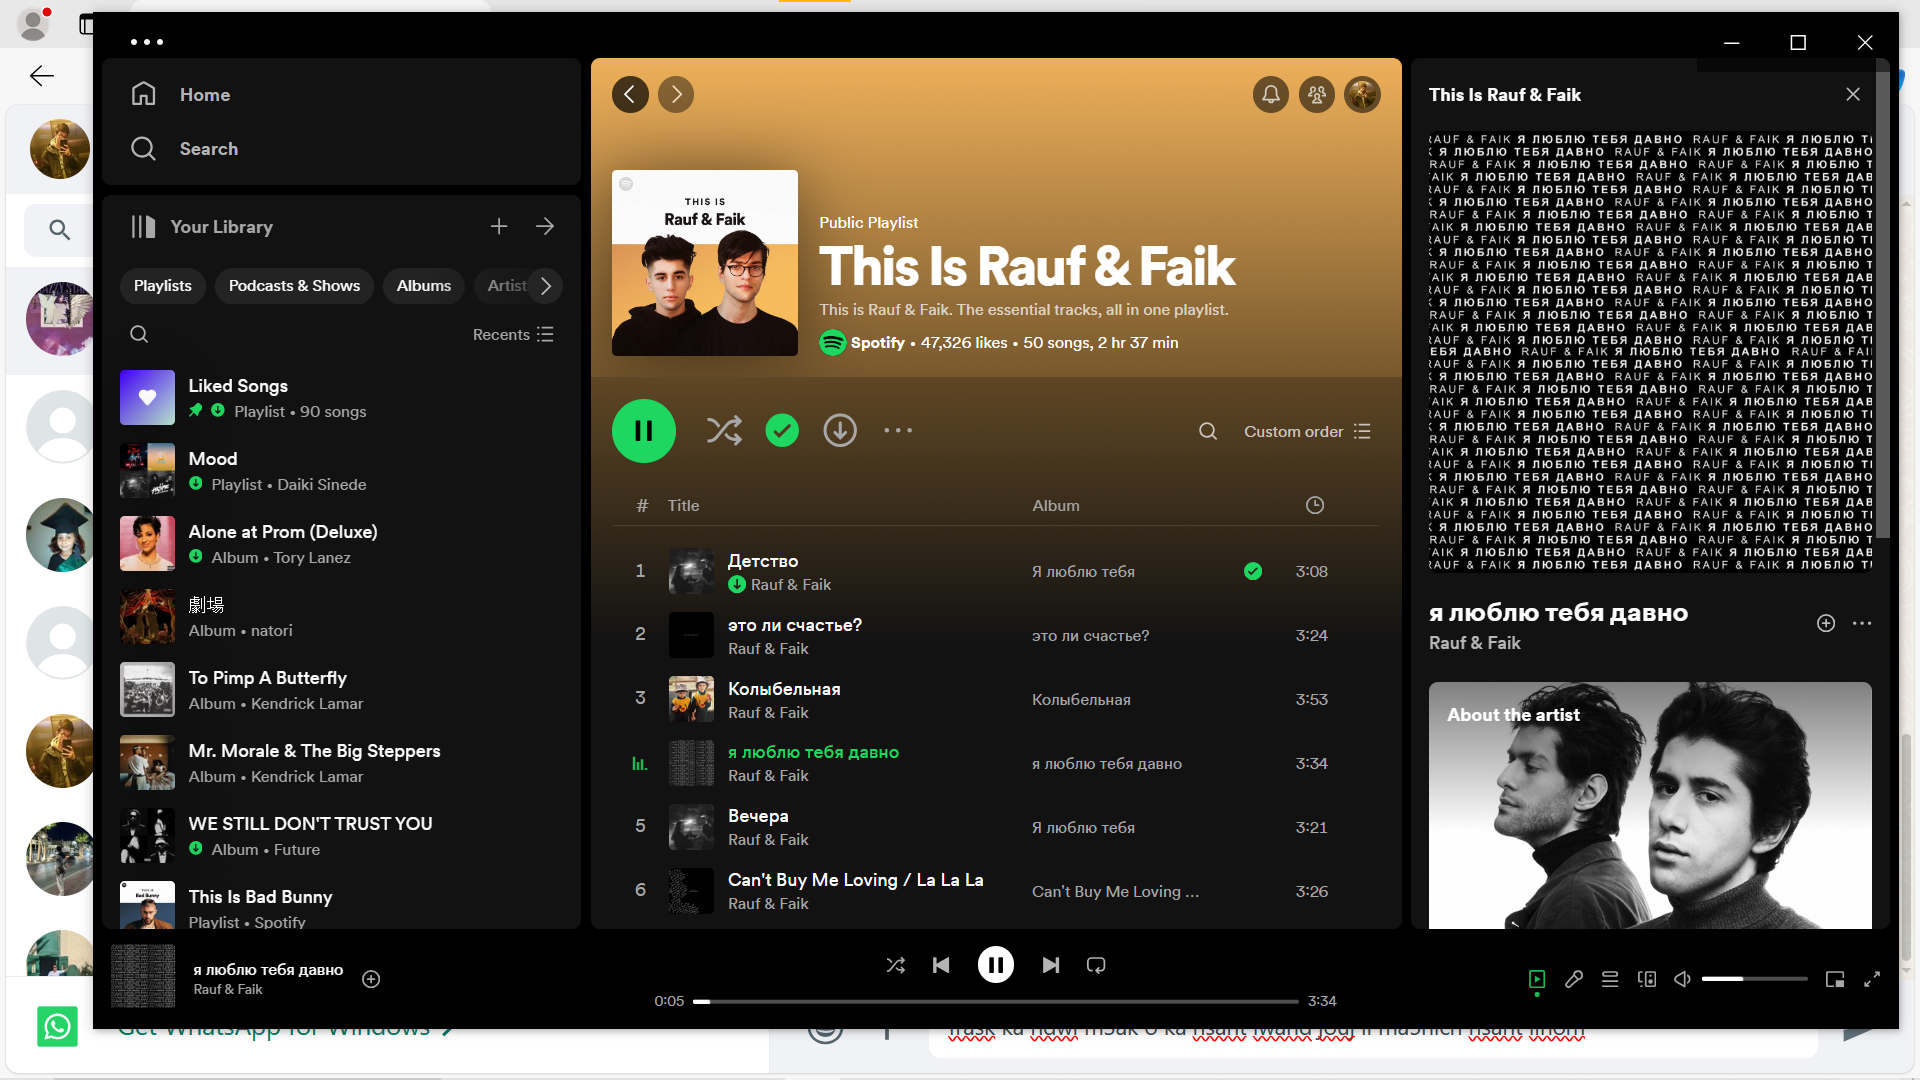 Home
Search
Your Library
Playlists
Podcasts & Shows
Albums
Artist
Recents
Liked Songs
Playlist • 90 songs
Mood
Playlist • Daiki Sinede
Alone at Prom (Deluxe)
Album • Tory Lanez
劇場
Album • natori
To Pimp A Butterfly
Album • Kendrick Lamar
Mr. Morale & The Big Steppers
Album • Kendrick Lamar
WE STILL DON'T TRUST YOU
Album • Future
This Is Bad Bunny
Playlist • Spotify
THIS IS
Rauf & Faik
Public Playlist
This Is Rauf & Faik
This is Rauf & Faik. The essential tracks, all in one playlist.
Spotify • 47,326 likes • 50 songs, 2 hr 37 min
Custom order
# Title Album
1 Детство Я люблю тебя 3:08
Rauf & Faik
2 это ли счастье? это ли счастье? 3:24
Rauf & Faik
3 Колыбельная Колыбельная 3:53
Rauf & Faik
я люблю тебя давно я люблю тебя давно 3:34
Rauf & Faik
5 Вечера Я люблю тебя 3:21
Rauf & Faik
6 Can't Buy Me Loving / La La La Can't Buy Me Loving ... 3:26
Rauf & Faik
This Is Rauf & Faik
RAUF & FAIK Я ЛЮБЛЮ ТЕБЯ ДАВНО
я люблю тебя давно
Rauf & Faik
About the artist
я люблю тебя давно
Rauf & Faik
0:05
3:34
Get WhatsApp for Windows